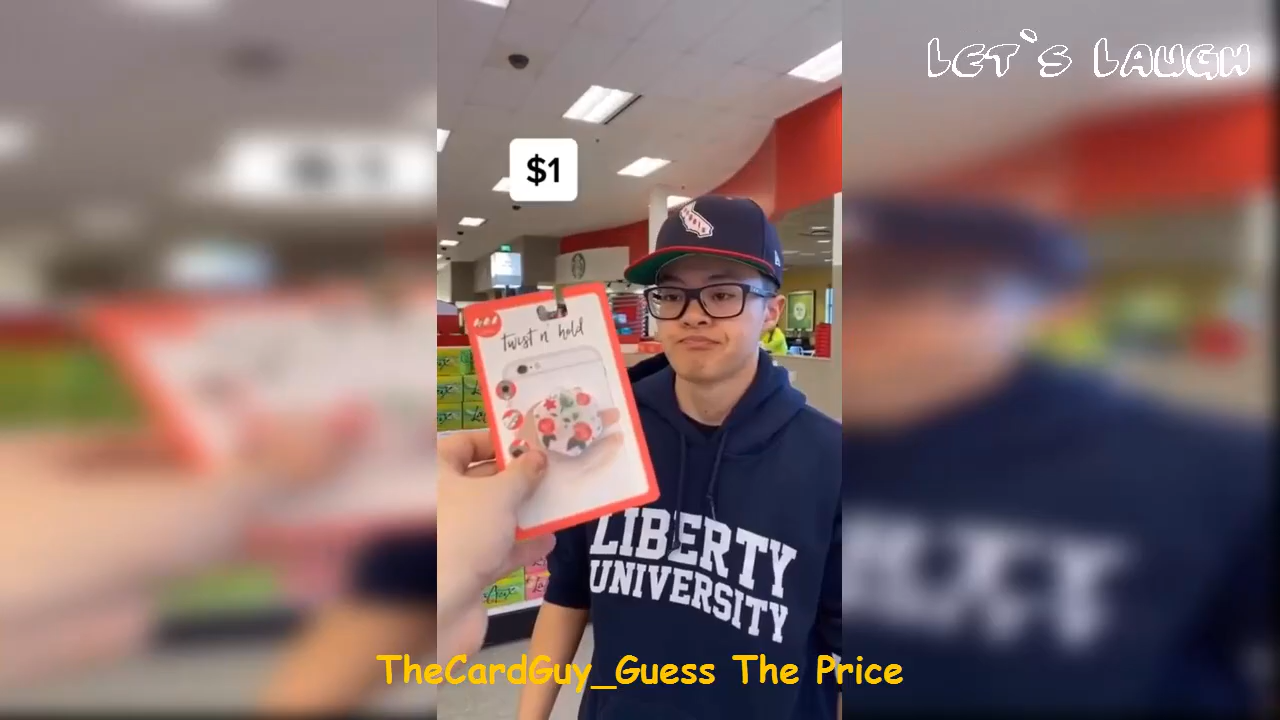 LET`S LAUGH
$1
twist n' hold
LIBERTY
UNIVERSITY
TheCardGuy_Guess The Price